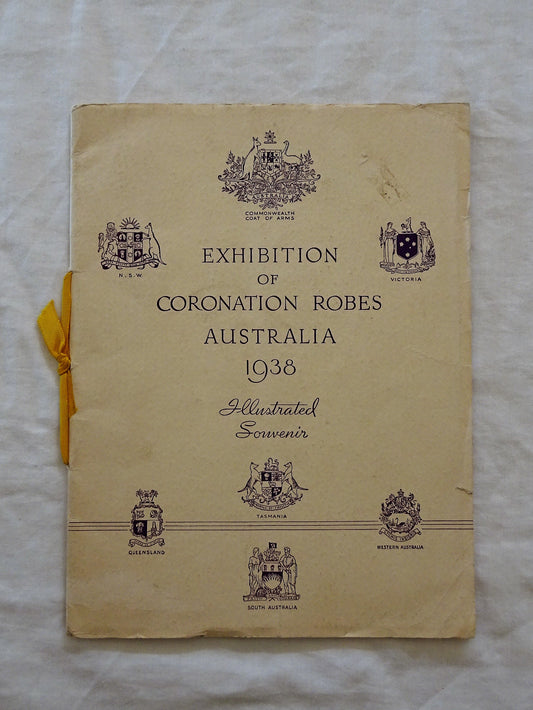 AUSTRALIA
COMMONWEALTH
COAT OF ARMS
N.S.W.
VICTORIA
EXHIBITION
OF
CORONATION ROBES
AUSTRALIA
1938
Illustrated
Souvenir
TASMANIA
QUEENSLAND
WESTERN AUSTRALIA
SOUTH AUSTRALIA